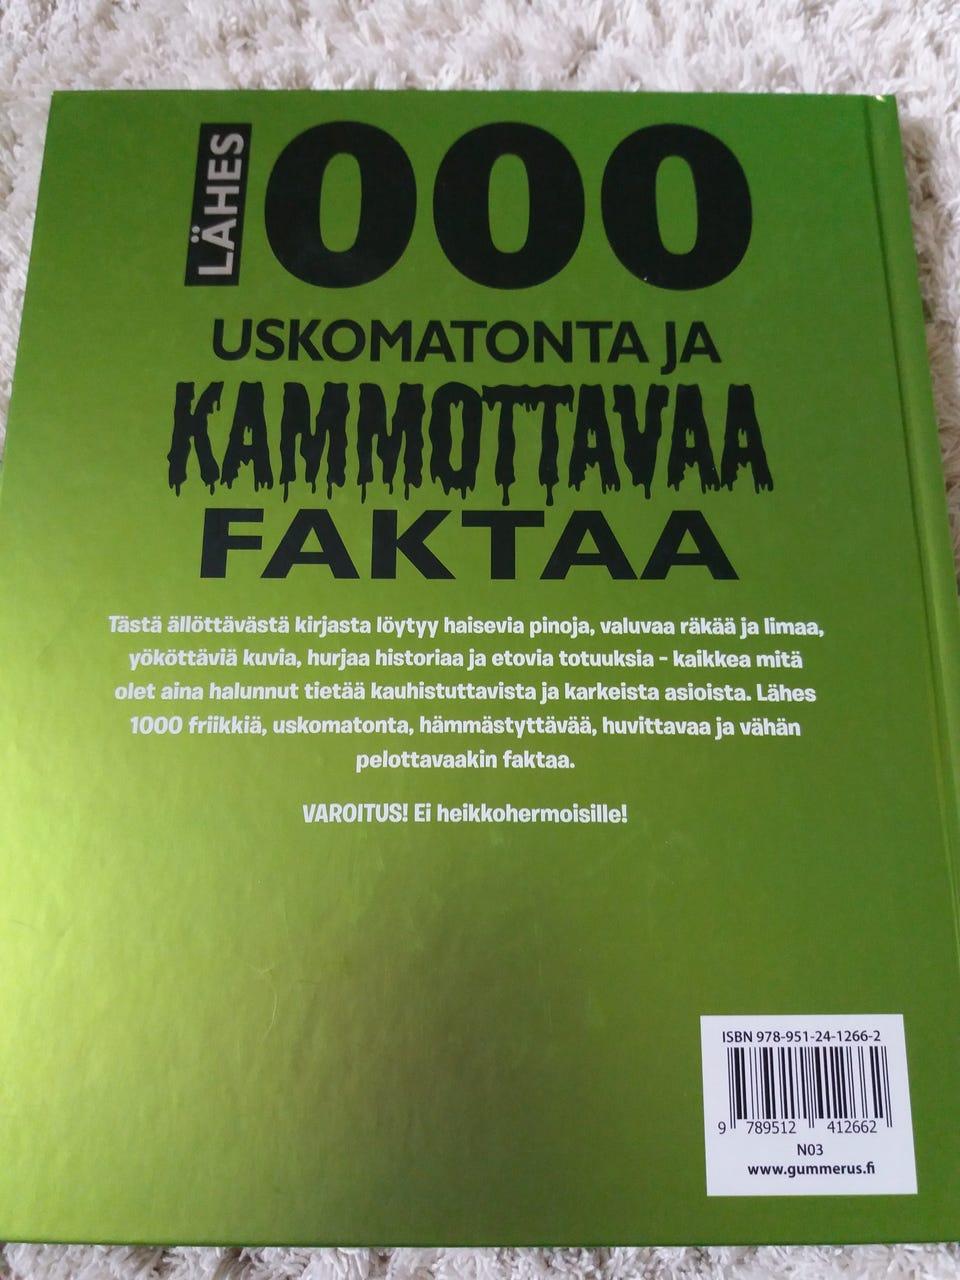 LÄHES
1000
USKOMATONTA JA
KAMMOTTAVAA
FAKTAA
Tästä ällöttävästä kirjasta löytyy haisevia pinoja, valuvaa räkää ja limaa,
yököttäviä kuvia, hurjaa historiaa ja etovia totuuksia - kaikkea mitä
olet aina halunnut tietää kauhistuttavista ja karkeista asioista. Lähes
1000 friikkiä, uskomatonta, hämmästyttävää, huvittavaa ja vähän
pelottavaakin faktaa.
VAROITUS! Ei heikkohermoisille!
ISBN 978-951-24-1266-2
9 789512 412662
N03
www.gummerus.fi